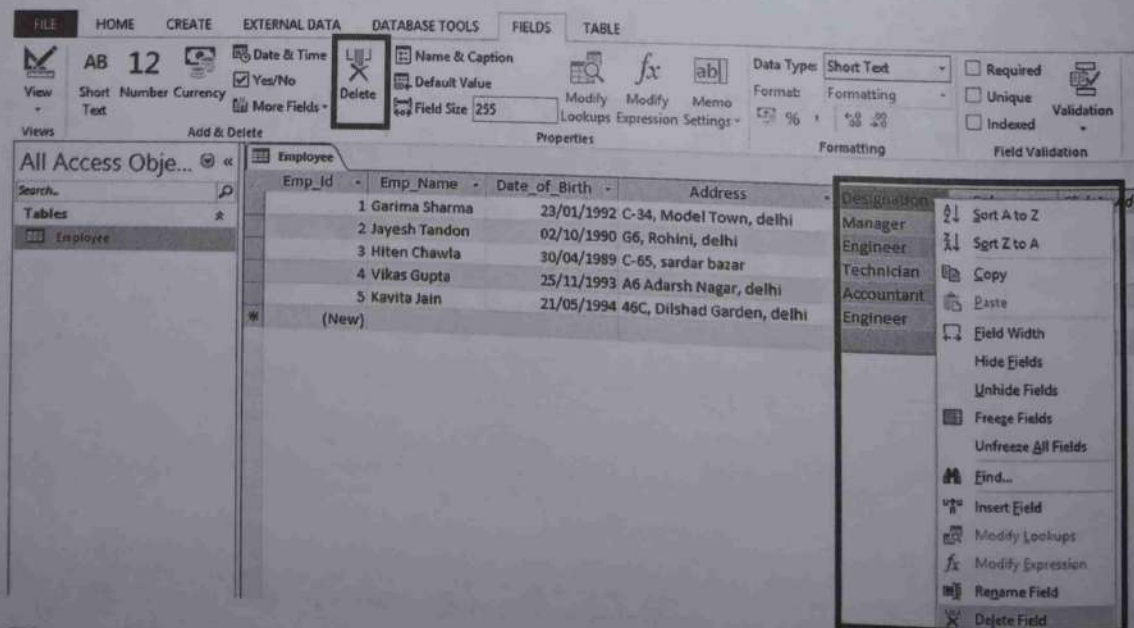 FILE HOME CREATE EXTERNAL DATA DATABASE TOOLS FIELDS TABLE
View
Views
AB
Short Text
12
Number
Currency
Date & Time
Yes/No
More Fields
Delete
Add & Delete
Name & Caption
Default Value
Field Size 255
Modify Lookups
fx
Modify Expression
ab
Memo Settings
Properties
Data Type: Short Text
Format: Formatting
%
Formatting
Required
Unique
Indexed
Validation
Field Validation
All Access Obje... «
Search..
Tables
Employee
Employee
Emp_Id Emp_Name Date_of_Birth Address Designation
1 Garima Sharma 23/01/1992 C-34, Model Town, delhi Manager
2 Jayesh Tandon 02/10/1990 G6, Rohini, delhi Engineer
3 Hiten Chawla 30/04/1989 C-65, sardar bazar Technician
4 Vikas Gupta 25/11/1993 A6 Adarsh Nagar, delhi Accountant
5 Kavita Jain 21/05/1994 46C, Dilshad Garden, delhi Engineer
* (New)
Sort A to Z
Sort Z to A
Copy
Paste
Field Width
Hide Fields
Unhide Fields
Freeze Fields
Unfreeze All Fields
Find...
Insert Field
Modify Lookups
Modify Expression
Rename Field
Delete Field